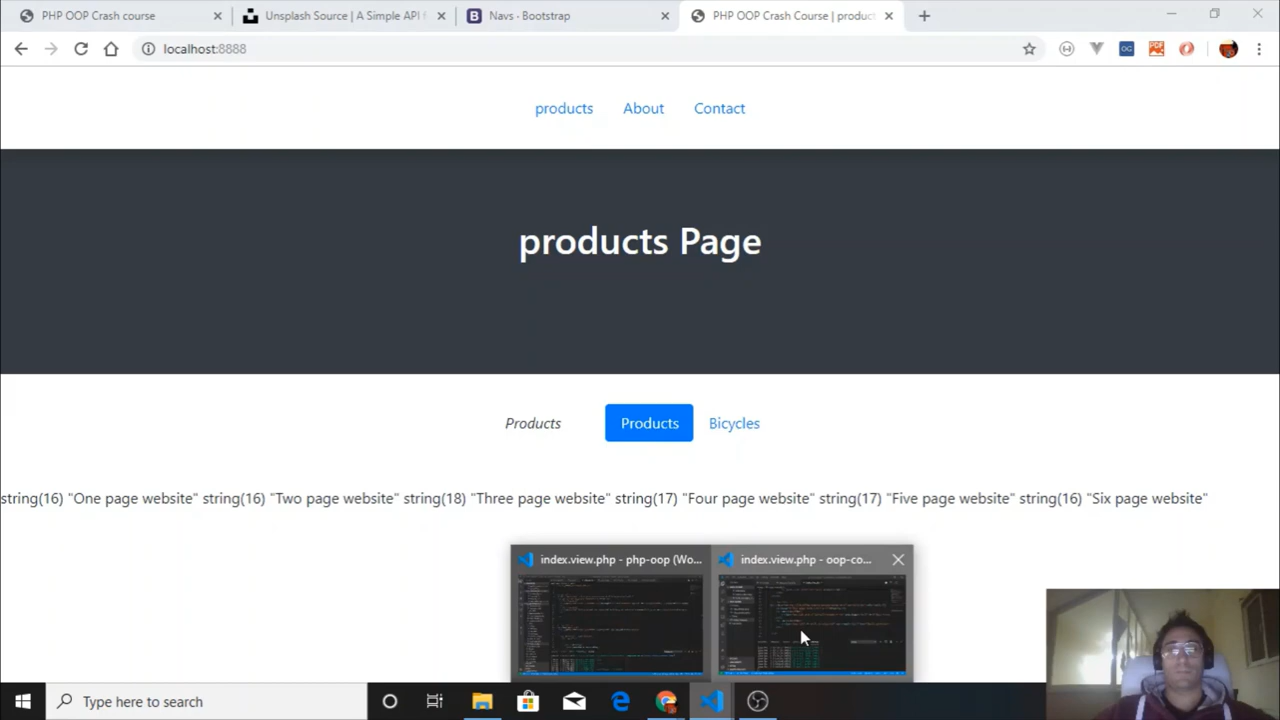 PHP OOP Crash course
Unsplash Source | A Simple API f
Navs · Bootstrap
PHP OOP Crash Course | product
localhost:8888
OG
PDF
products About Contact
products Page
Products Products Bicycles
string(16) "One page website" string(16) "Two page website" string(18) "Three page website" string(17) "Four page website" string(17) "Five page website" string(16) "Six page website"
index.view.php - php-oop (Wo...
index.view.php - oop-co...
Type here to search